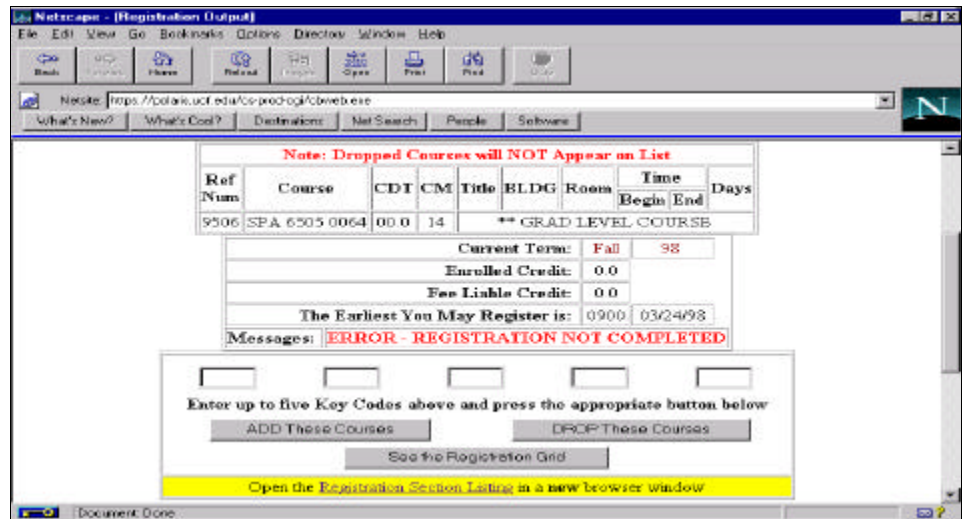 Netscape - [Registration Output]
File Edit View Go Bookmarks Options Directory Window Help
Back Home Reload Open Print Find
Netsite: https://polaris.ucf.edu/cs-prod-cgi/cbweb.exe
What's New? What's Cool? Destinations Net Search People Software
Note: Dropped Courses will NOT Appear on List
Ref Num Course CDT CM Title BLDG Room Time Begin End Days
9506 SPA 6505 0064 00.0 14 ** GRAD LEVEL COURSE
Current Term: Fall 98
Enrolled Credit: 0.0
Fee Liable Credit: 0.0
The Earliest You May Register is: 0900 03/24/98
Messages: ERROR - REGISTRATION NOT COMPLETED
Enter up to five Key Codes above and press the appropriate button below
ADD These Courses DROP These Courses
See the Registration Grid
Open the Registration Section Listing in a new browser window
Document: Done